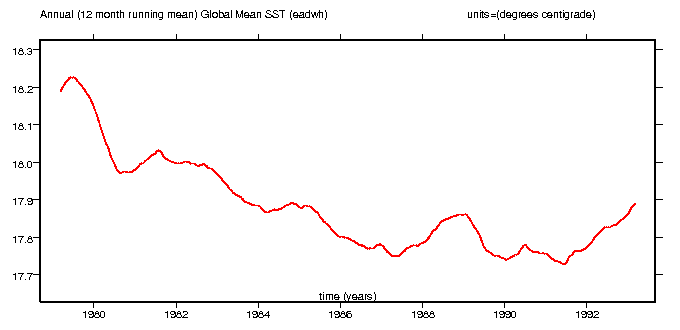 Annual (12 month running mean) Global Mean SST (eadwh) units=(degrees centigrade)
18.3
18.2
18.1
18.0
17.9
17.8
17.7
time (years)
1980 1982 1984 1986 1988 1990 1992